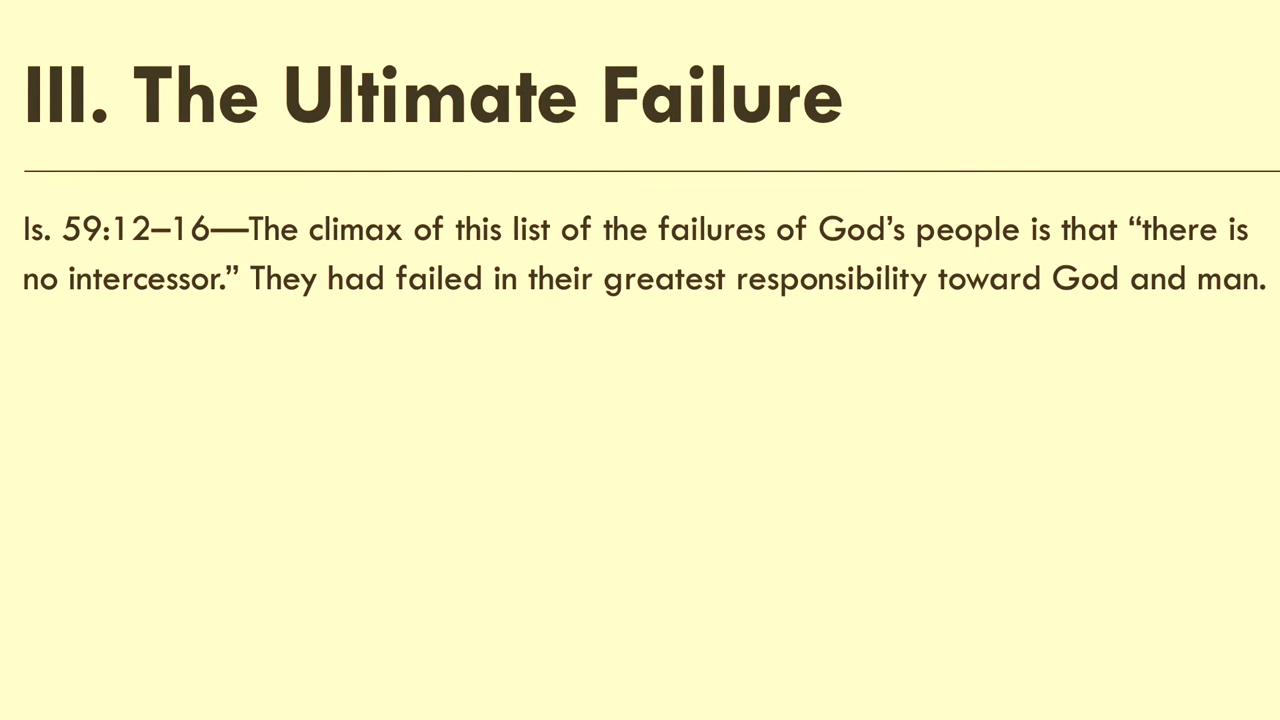 III. The Ultimate Failure
Is. 59:12–16—The climax of this list of the failures of God’s people is that “there is
no intercessor.” They had failed in their greatest responsibility toward God and man.